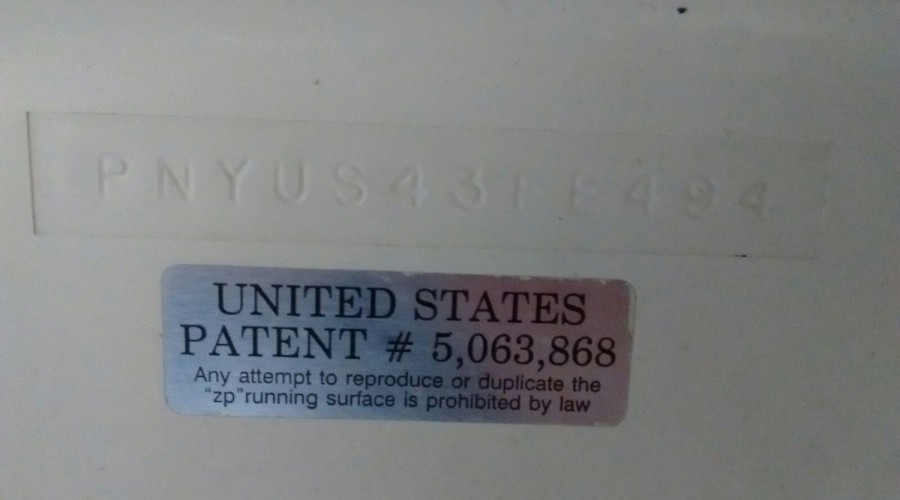 PNYUS43FE494
UNITED STATES
PATENT # 5,063,868
Any attempt to reproduce or duplicate the
“zp”running surface is prohibited by law